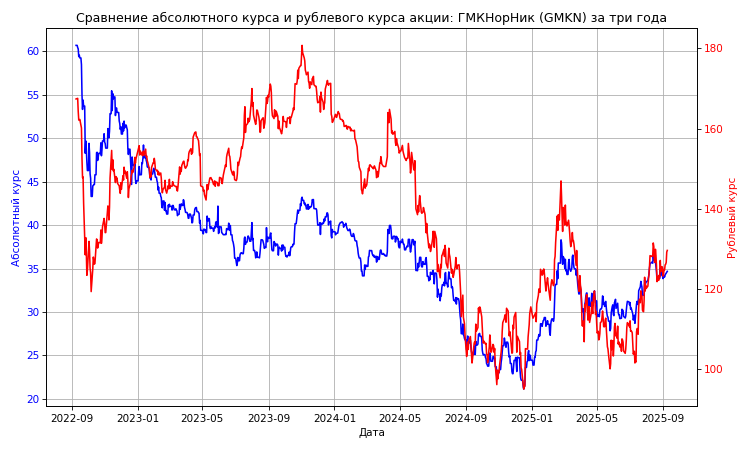 Сравнение абсолютного курса и рублевого курса акции: ГМКНорНик (GMKN) за три года
Абсолютный курс
60
55
50
45
40
35
30
25
20
180
160
140
120
100
Рублевый курс
2022-09 2023-01 2023-05 2023-09 2024-01 2024-05 2024-09 2025-01 2025-05 2025-09
Дата